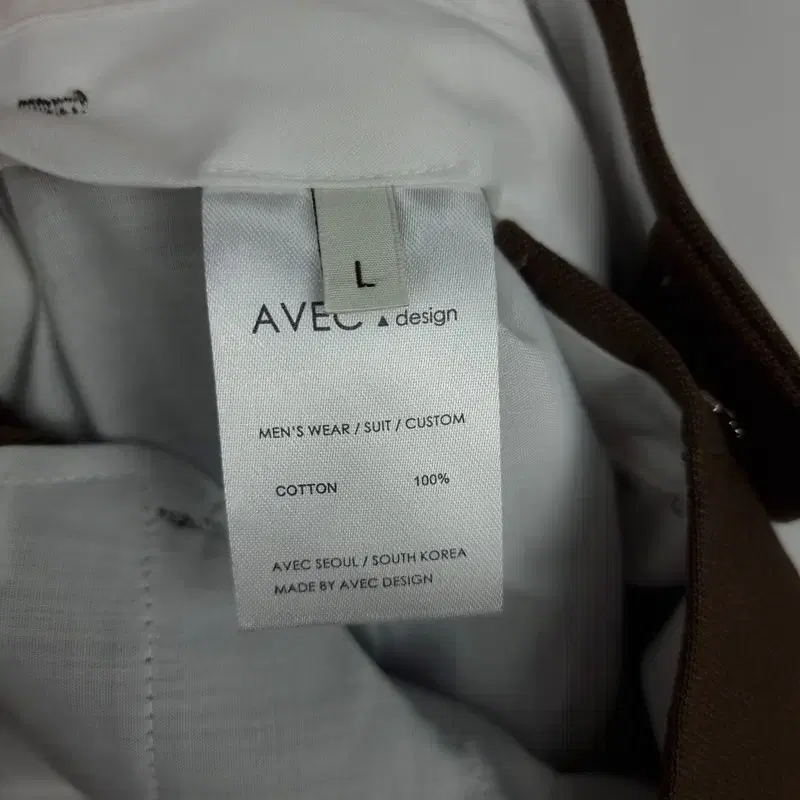 L
AVEC ▲ design
MEN'S WEAR / SUIT / CUSTOM
COTTON 100%
AVEC SEOUL / SOUTH KOREA
MADE BY AVEC DESIGN